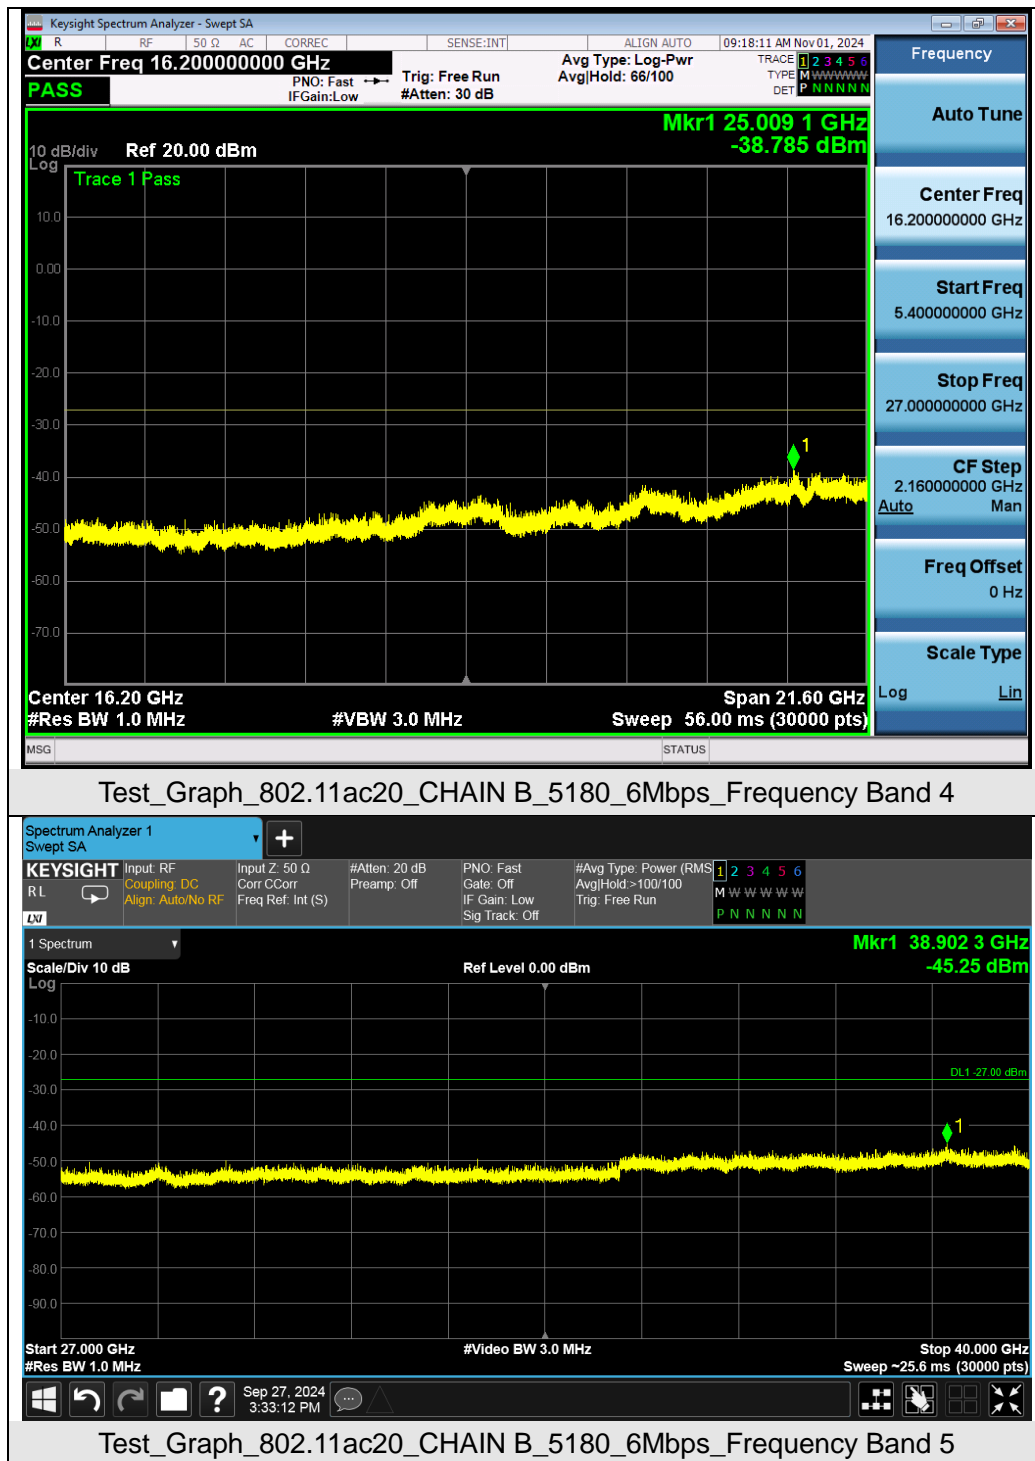 Keysight Spectrum Analyzer - Swept SA
LXI R RF 50 Ω AC CORREC SENSE:INT ALIGN AUTO 09:18:11 AM Nov 01, 2024
Center Freq 16.200000000 GHz
PASS
PNO: Fast
IFGain:Low
Trig: Free Run
#Atten: 30 dB
Avg Type: Log-Pwr
Avg|Hold: 66/100
TRACE 1 2 3 4 5 6
TYPE M W W W W W
DET P N N N N N
Mkr1 25.009 1 GHz
-38.785 dBm
10 dB/div Ref 20.00 dBm
Log
Trace 1 Pass
10.0
0.00
-10.0
-20.0
-30.0
1
-40.0
-50.0
-60.0
-70.0
Center 16.20 GHz Span 21.60 GHz
#Res BW 1.0 MHz #VBW 3.0 MHz Sweep 56.00 ms (30000 pts)
MSG STATUS
Frequency
Auto Tune
Center Freq
16.200000000 GHz
Start Freq
5.400000000 GHz
Stop Freq
27.000000000 GHz
CF Step
2.160000000 GHz
Auto Man
Freq Offset
0 Hz
Scale Type
Log Lin
Test_Graph_802.11ac20_CHAIN B_5180_6Mbps_Frequency Band 4
Spectrum Analyzer 1
Swept SA
+
KEYSIGHT
RL
LXI
Input: RF
Coupling: DC
Align: Auto/No RF
Input Z: 50 Ω
Corr CCorr
Freq Ref: Int (S)
#Atten: 20 dB
Preamp: Off
PNO: Fast
Gate: Off
IF Gain: Low
Sig Track: Off
#Avg Type: Power (RMS
Avg|Hold:>100/100
Trig: Free Run
1 2 3 4 5 6
M W W W W W
P N N N N N
1 Spectrum
Mkr1 38.902 3 GHz
Scale/Div 10 dB Ref Level 0.00 dBm -45.25 dBm
Log
-10.0
-20.0
DL1 -27.00 dBm
-30.0
-40.0
1
-50.0
-60.0
-70.0
-80.0
-90.0
Start 27.000 GHz #Video BW 3.0 MHz Stop 40.000 GHz
#Res BW 1.0 MHz Sweep ~25.6 ms (30000 pts)
?
Sep 27, 2024
3:33:12 PM
Test_Graph_802.11ac20_CHAIN B_5180_6Mbps_Frequency Band 5